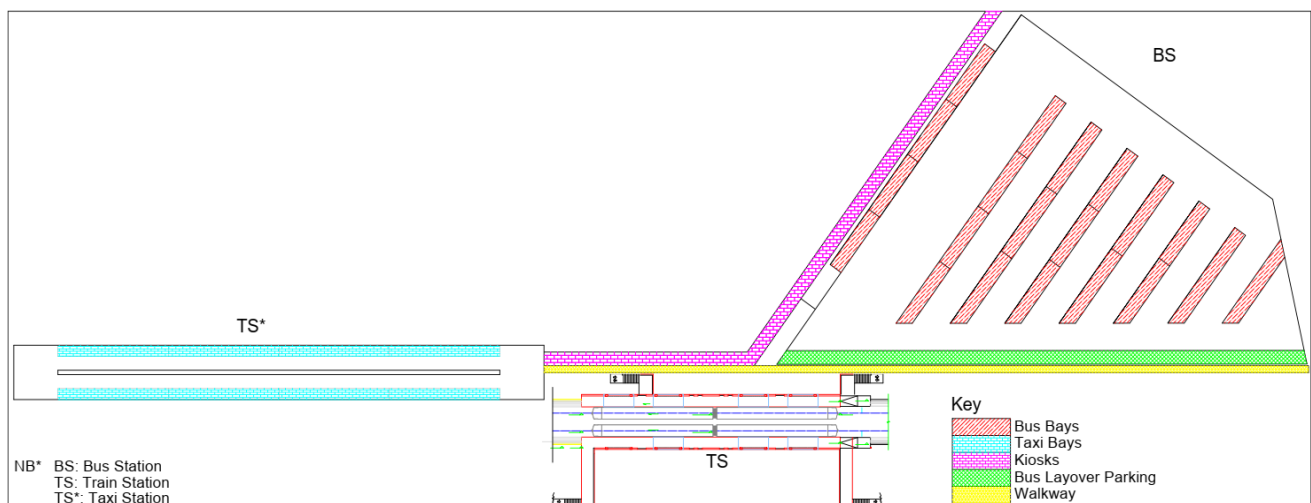 BS
TS*
TS
Key
Bus Bays
Taxi Bays
Kiosks
Bus Layover Parking
Walkway
NB* BS: Bus Station
TS: Train Station
TS*: Taxi Station